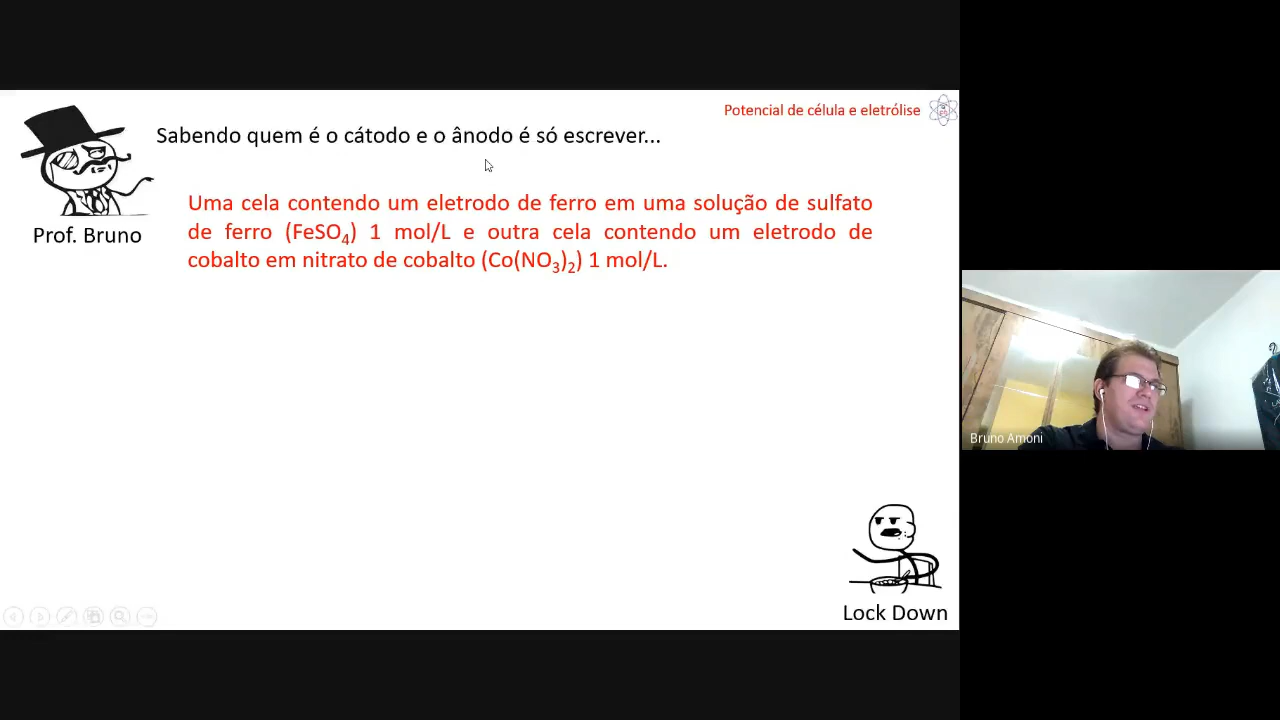 Potencial de célula e eletrólise
Sabendo quem é o cátodo e o ânodo é só escrever...
Prof. Bruno
Uma cela contendo um eletrodo de ferro em uma solução de sulfato
de ferro (FeSO₄) 1 mol/L e outra cela contendo um eletrodo de
cobalto em nitrato de cobalto (Co(NO₃)₂) 1 mol/L.
Bruno Amoni
Lock Down